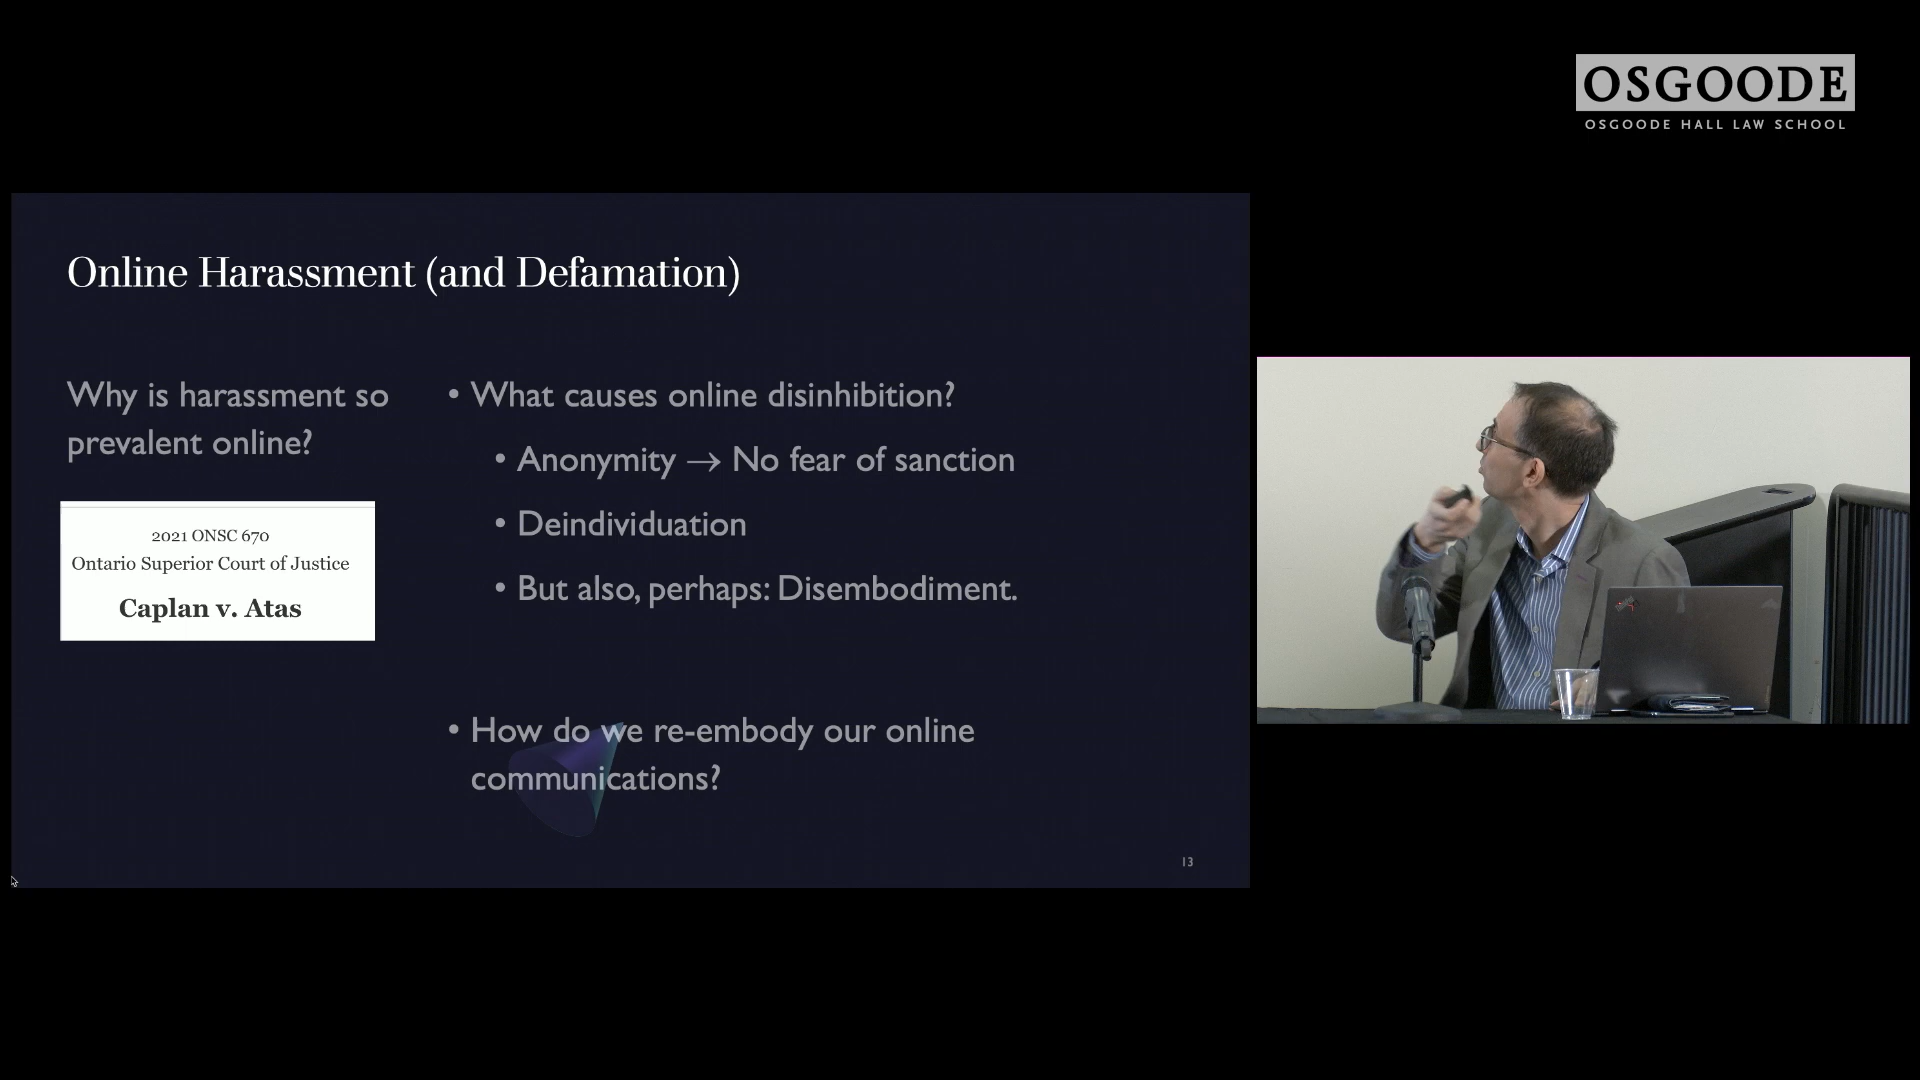 OSGOODE
OSGOODE HALL LAW SCHOOL
Online Harassment (and Defamation)
Why is harassment so
prevalent online?
2021 ONSC 670
Ontario Superior Court of Justice
Caplan v. Atas
• What causes online disinhibition?
• Anonymity → No fear of sanction
• Deindividuation
• But also, perhaps: Disembodiment.
• How do we re-embody our online
communications?
13